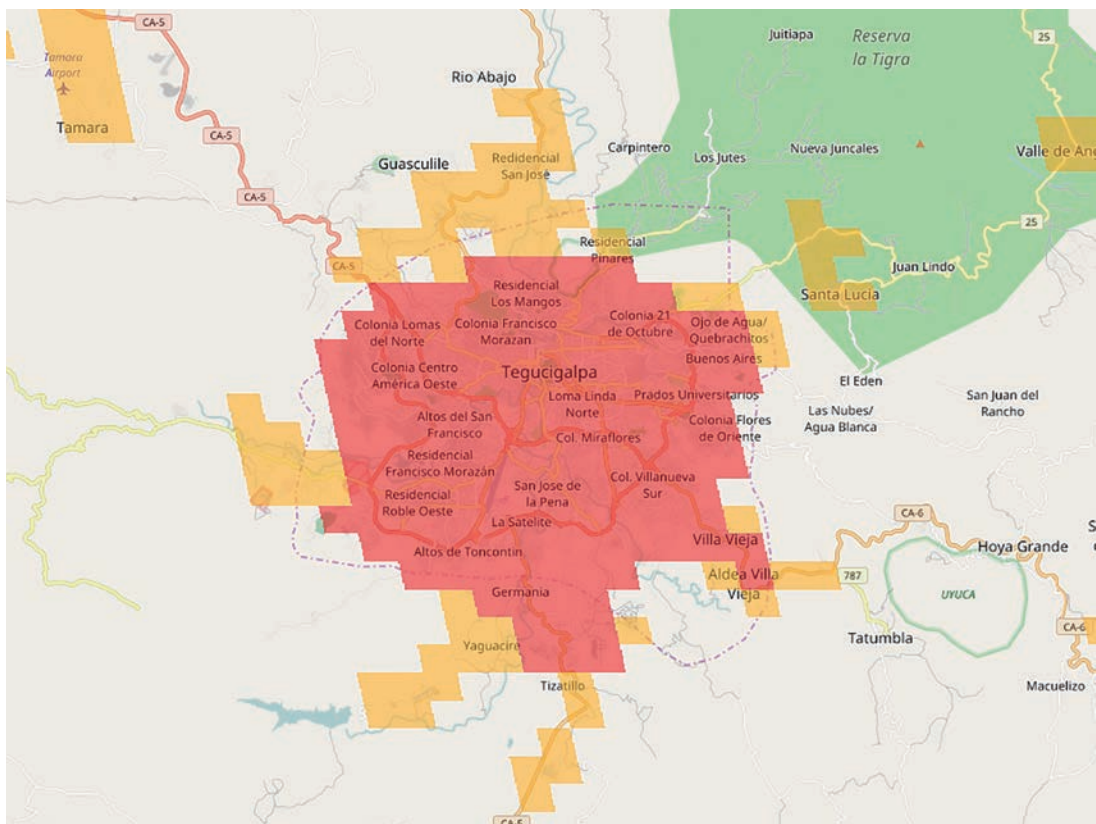 CA-5
Juitiapa
Reserva
la Tigra
25
Tamara
Airport
Rio Abajo
CA-5
Tamara
Guasculile
Redidencial
San José
Carpintero
Los Jutes
Nueva Juncales
Valle de Ang
CA-5
25
CA-5
Residencial
Pinares
Juan Lindo
Santa Lucía
Residencial
Los Mangos
Colonia Lomas
del Norte
Colonia Francisco
Morazan
Colonia 21
de Octubre
Ojo de Agua/
Quebrachitos
Buenos Aires
Colonia Centro
América Oeste
Tegucigalpa
El Eden
Loma Linda
Norte
Prados Universitarios
San Juan del
Rancho
Altos del San
Francisco
Col. Miraflores
Colonia Flores
de Oriente
Las Nubes/
Agua Blanca
Residencial
Francisco Morazán
Col. Villanueva
Sur
Residencial
Roble Oeste
San Jose de
la Pena
La Satelite
CA-6
Villa Vieja
Hoya Grande
Altos de Toncontin
Aldea Villa
Vieja
787
Germania
UYUCA
Yaguacire
Tatumbla
CA-6
Tizatillo
Macuelizo
CA-5